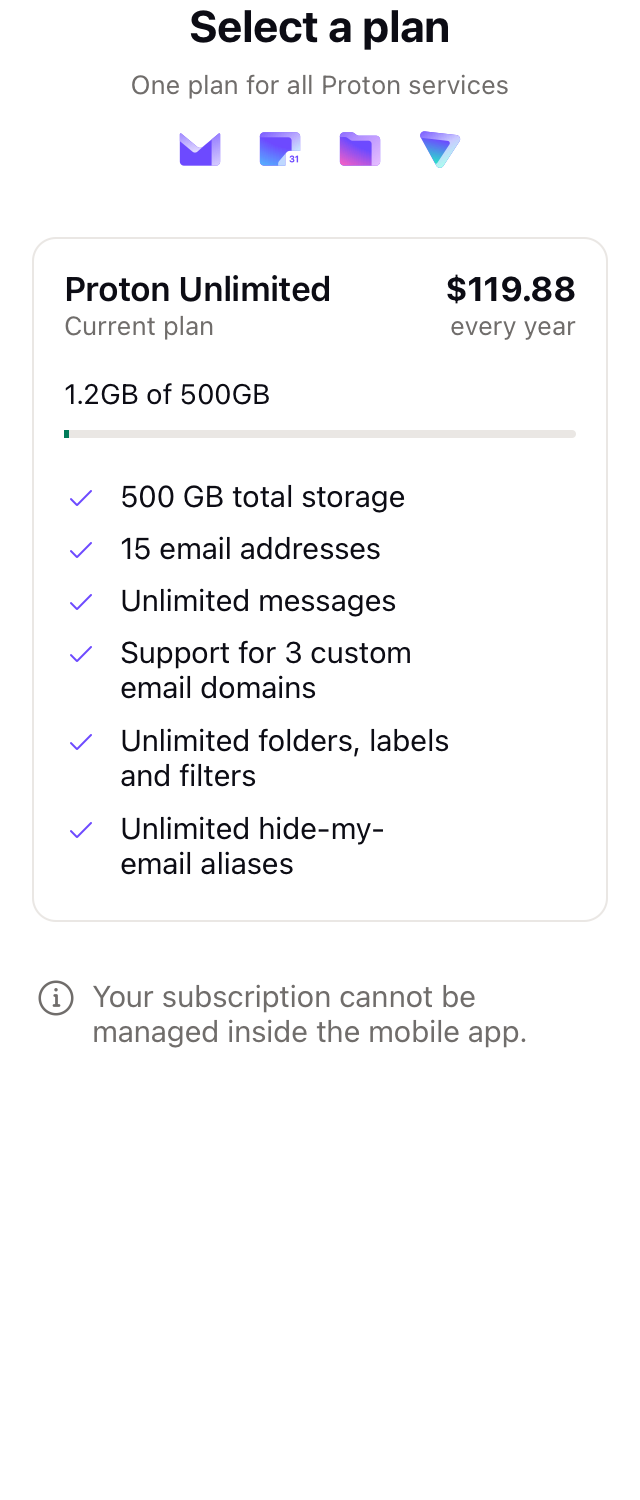 Select a plan
One plan for all Proton services
31
Proton Unlimited
$119.88
Current plan
every year
1.2GB of 500GB
500 GB total storage
15 email addresses
Unlimited messages
Support for 3 custom
email domains
Unlimited folders, labels
and filters
Unlimited hide-my-
email aliases
Your subscription cannot be
managed inside the mobile app.